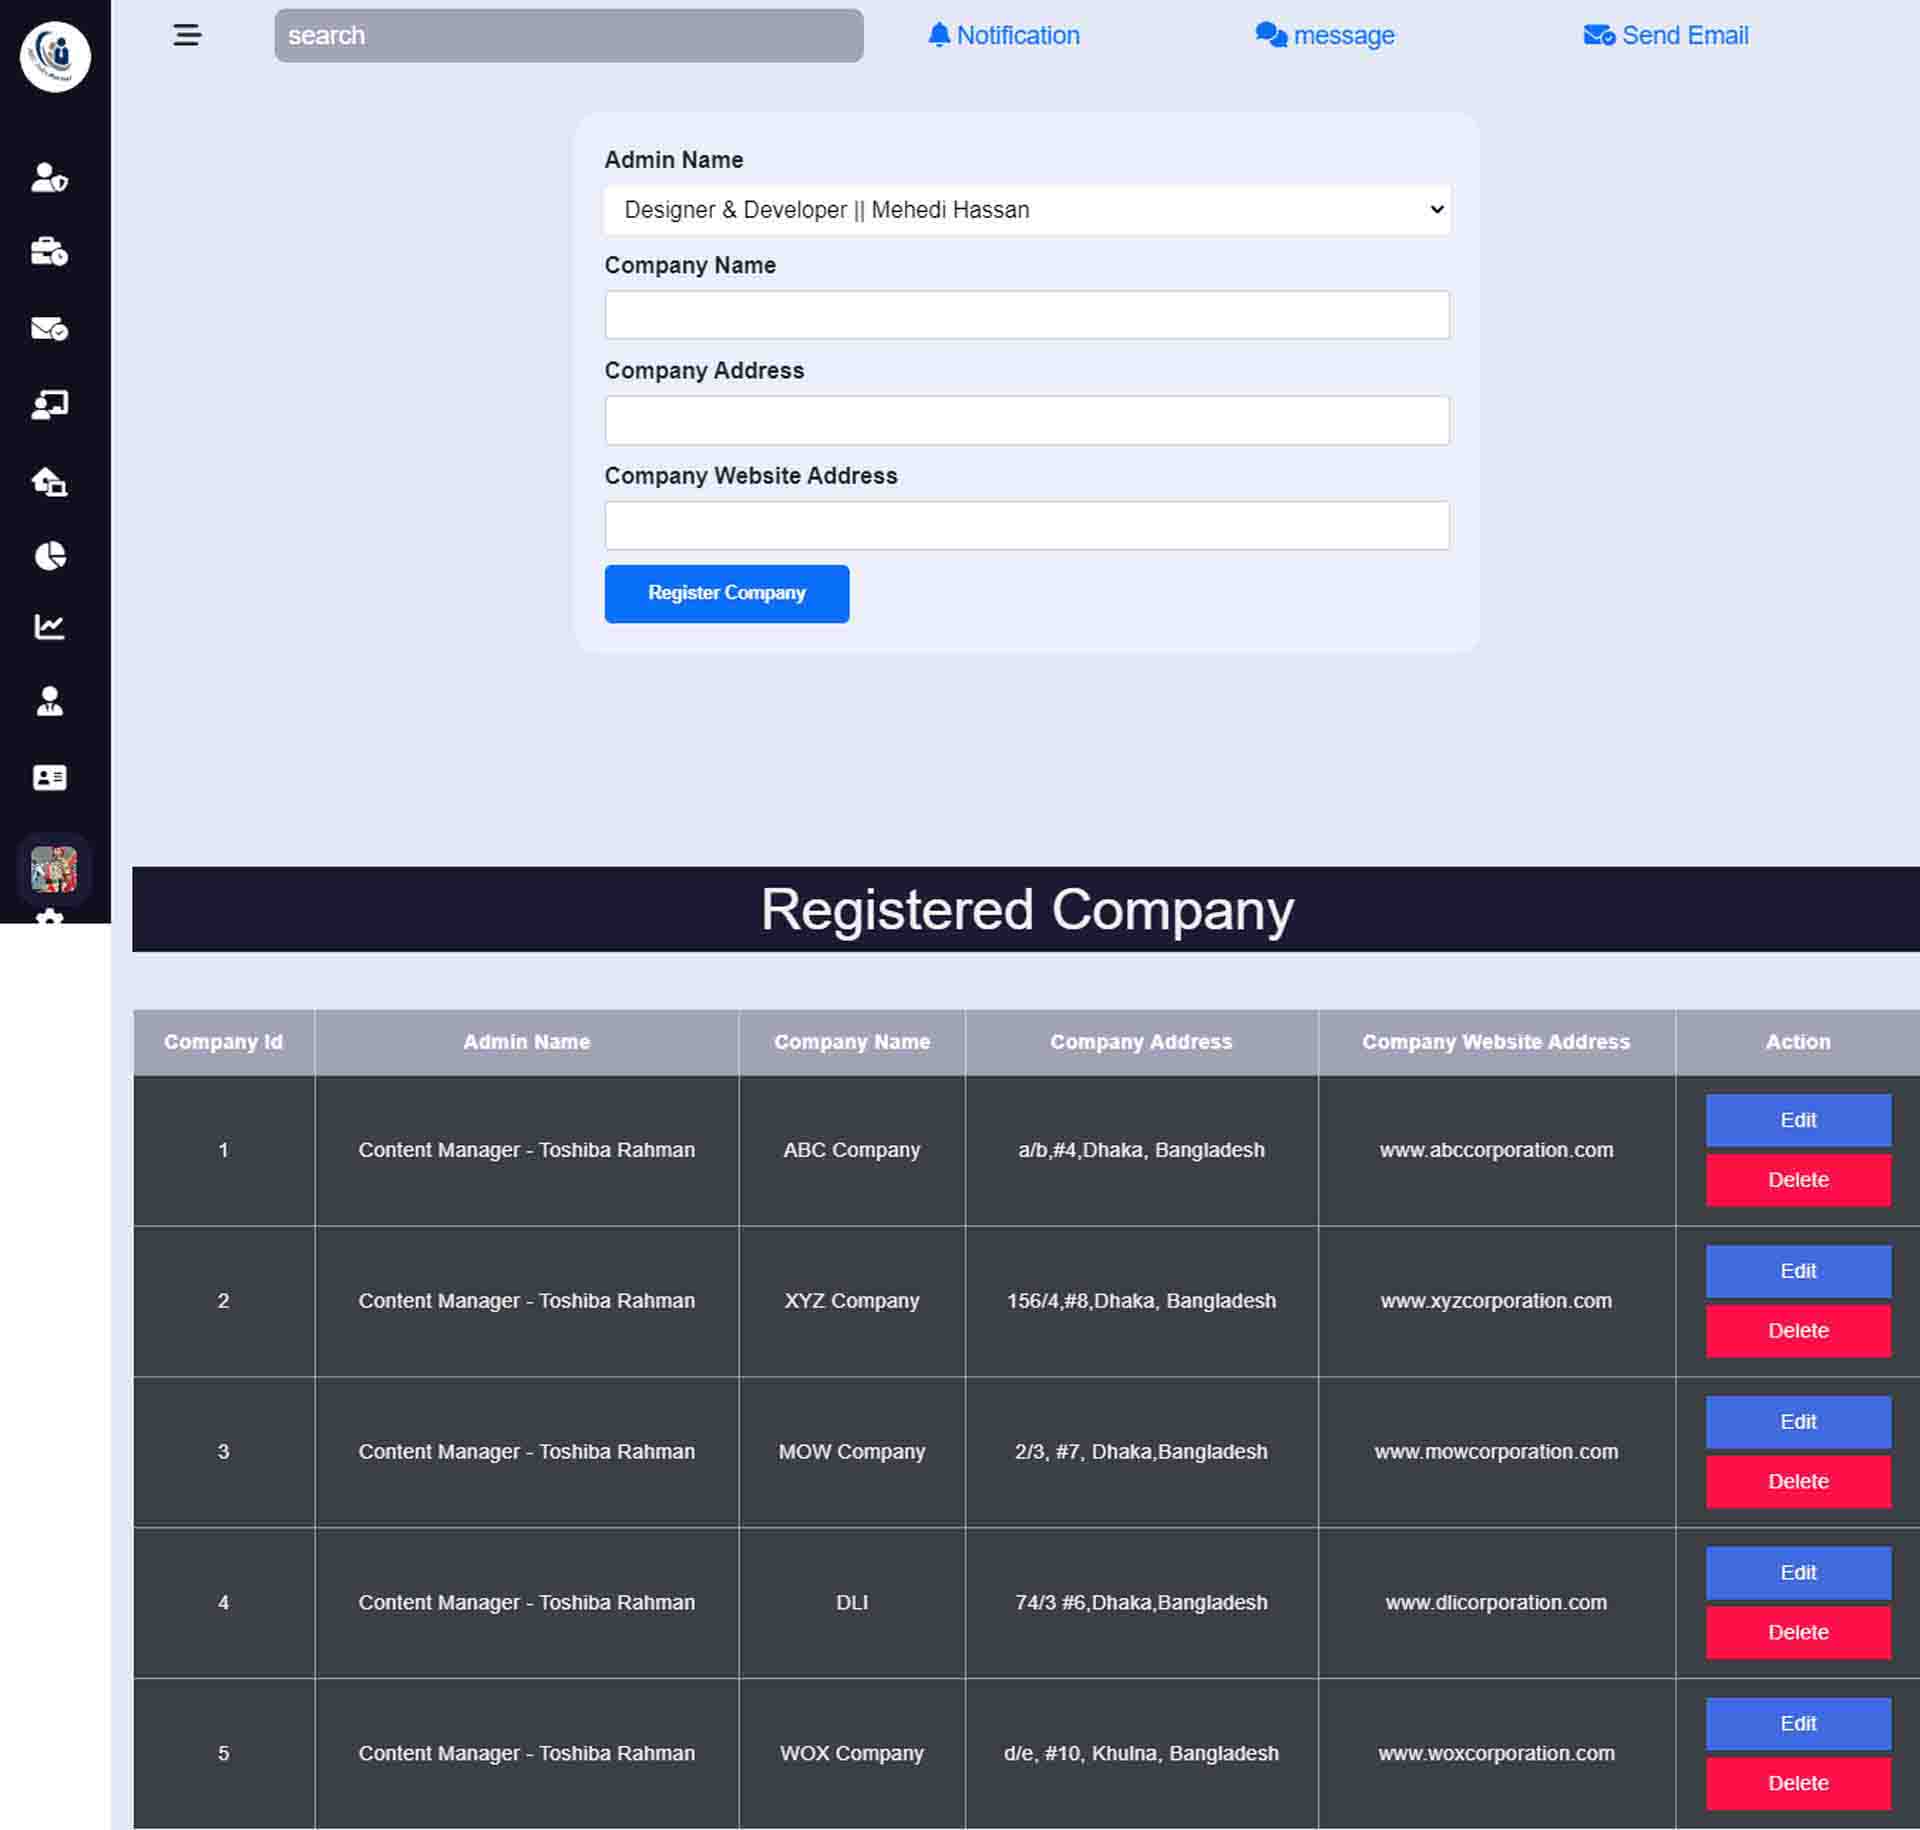 search
Notification
message
Send Email
Admin Name
Designer & Developer || Mehedi Hassan
Company Name
Company Address
Company Website Address
Register Company
Registered Company
Company Id Admin Name Company Name Company Address Company Website Address Action
1 Content Manager - Toshiba Rahman ABC Company a/b,#4,Dhaka, Bangladesh www.abccorporation.com Edit
Delete
2 Content Manager - Toshiba Rahman XYZ Company 156/4,#8,Dhaka, Bangladesh www.xyzcorporation.com Edit
Delete
3 Content Manager - Toshiba Rahman MOW Company 2/3, #7, Dhaka,Bangladesh www.mowcorporation.com Edit
Delete
4 Content Manager - Toshiba Rahman DLI 74/3 #6,Dhaka,Bangladesh www.dlicorporation.com Edit
Delete
5 Content Manager - Toshiba Rahman WOX Company d/e, #10, Khulna, Bangladesh www.woxcorporation.com Edit
Delete